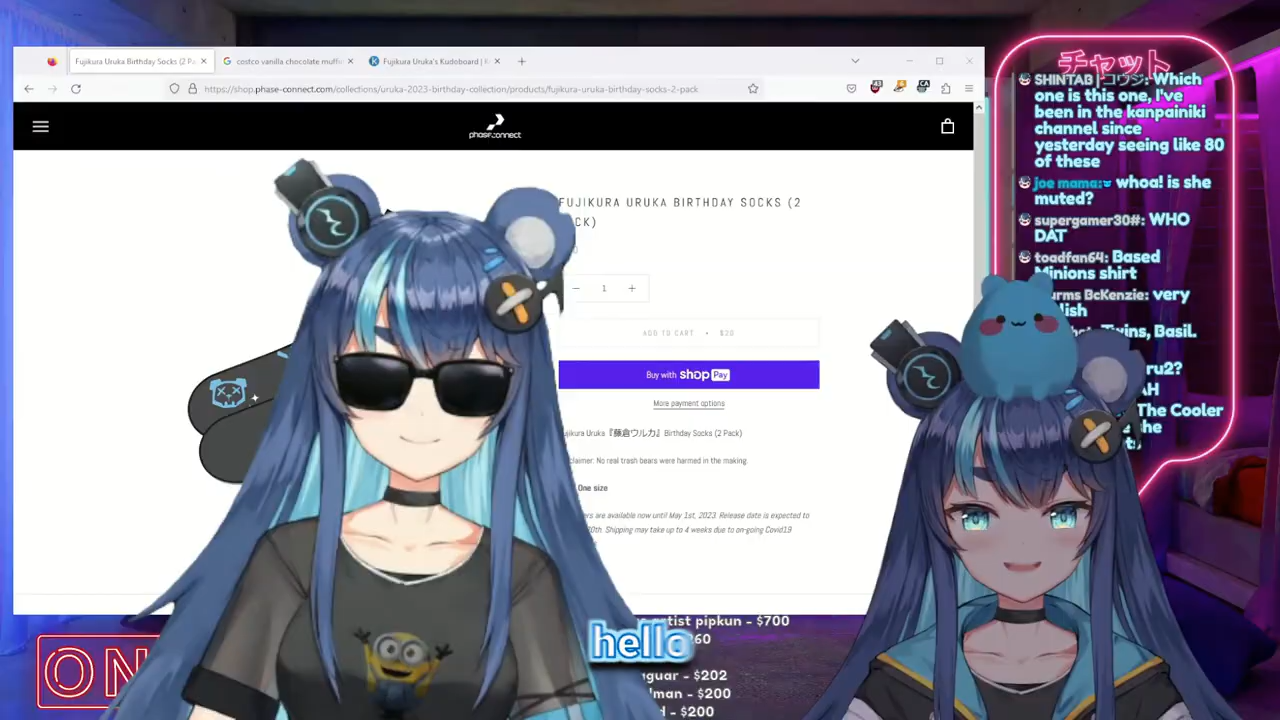 Fujikura Uruka Birthday Socks (2 Pa
costco vanilla chocolate muffi
Fujikura Uruka's Kudoboard | K
https://shop.phase-connect.com/collections/uruka-2023-birthday-collection/products/fujikura-uruka-birthday-socks-2-pack
phase connect
FUJIKURA URUKA BIRTHDAY SOCKS (2
CK)
− 1 +
ADD TO CART • $20
Buy with shop Pay
More payment options
Uruka『藤倉ウルカ』Birthday Socks (2 Pack)
claimer: No real trash bears were harmed in the making.
One size
ers are available now until May 1st, 2023. Release date is expected to
30th. Shipping may take up to 4 weeks due to on-going Covid19
チャット
SHINTAB | コウジ: Which
one is this one, I've
been in the kanpainiki
channel since
yesterday seeing like 80
of these
joe mama: whoa! is she
muted?
supergamer30#: WHO
DAT
toadfan64: Based
Minions shirt
urms BcKenzie: very
lish
Twins, Basil.
ru2?
AH
The Cooler
the
hello
ON
artist pipkun - $700
60
guar - $202
lman - $200
d - $200